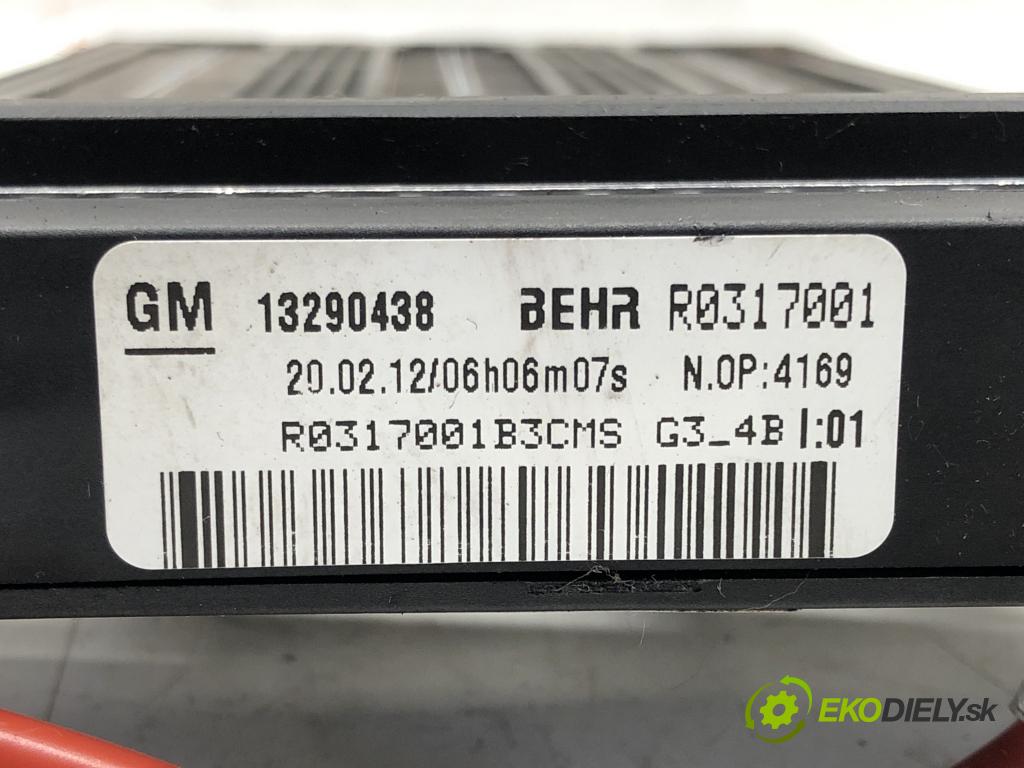 GM 13290438 BEHR R0317001
20.02.12/06h06m07s N.OP:4169
R0317001B3CMS G3_4B I:01
EKODIELY.sk